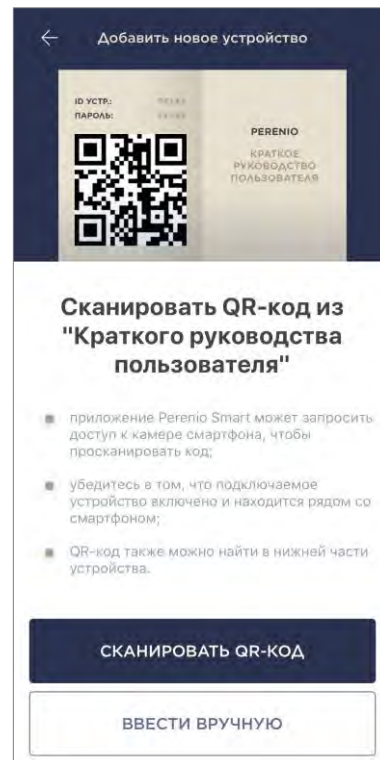 Добавить новое устройство
ID УСТР.:
ПАРОЛЬ:
PERENIO
КРАТКОЕ
РУКОВОДСТВО
ПОЛЬЗОВАТЕЛЯ
Сканировать QR-код из
"Краткого руководства
пользователя"
приложение Perenio Smart может запросить
доступ к камере смартфона, чтобы
просканировать код;
убедитесь в том, что подключаемое
устройство включено и находится рядом со
смартфоном;
QR-код также можно найти в нижней части
устройства.
СКАНИРОВАТЬ QR-КОД
ВВЕСТИ ВРУЧНУЮ